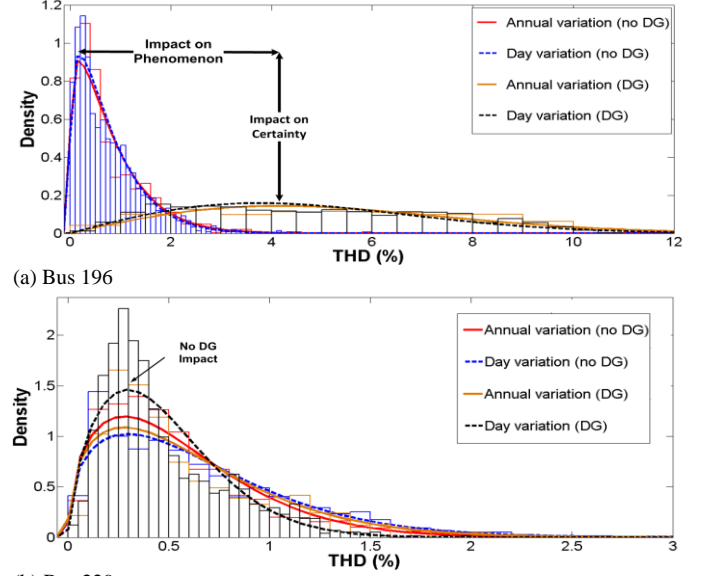 1.2
1
0.8
0.6
0.4
0.2
0
Density
Impact on
Phenomenon
Impact on
Certainty
Annual variation (no DG)
Day variation (no DG)
Annual variation (DG)
Day variation (DG)
0 2 4 6 8 10 12
THD (%)
(a) Bus 196
2
1.5
1
0.5
0
Density
No DG
Impact
Annual variation (no DG)
Day variation (no DG)
Annual variation (DG)
Day variation (DG)
0 0.5 1 1.5 2 2.5 3
THD (%)